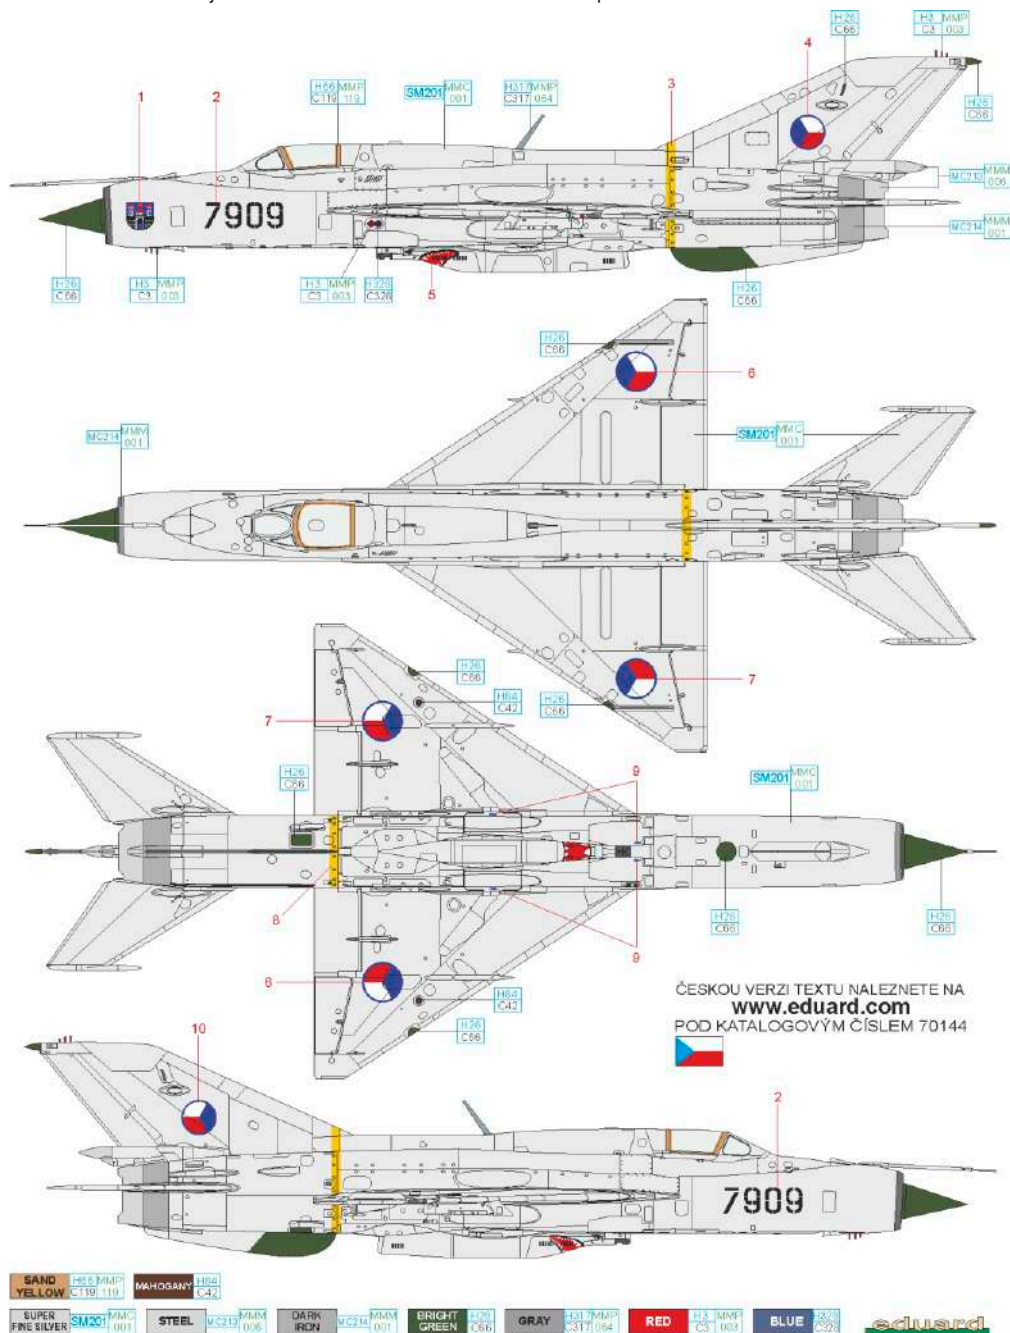 H26
C66
H3 MMP
C3 003
1
2
H66 MMP
C119 119
SM201 MMC
001
H317 MMP
C317 064
3
4
H26
C66
MC213 MMM
006
MC214 MMM
001
7909
H26
C66
H3 MMP
C3 003
H3 MMP
C3 003
H328
C328
5
H26
C66
H26
C66
6
MC214 MMM
001
SM201 MMC
001
H26
C66
7
H26
C66
H84
C42
7
H26
C66
9
SM201 MMC
001
8
H26
C66
H26
C66
9
6
H84
C42
H26
C66
ČESKOU VERZI TEXTU NALEZNETE NA
www.eduard.com
POD KATALOGOVÝM ČÍSLEM 70144
10
2
7909
SAND YELLOW H66 MMP C119 119
MAHOGANY H84 C42
SUPER FINE SILVER SM201 MMC 001
STEEL MC213 MMM 006
DARK IRON MC214 MMM 001
BRIGHT GREEN H26 C66
GRAY H317 MMP C317 064
RED H3 MMP C3 003
BLUE H328 C328
eduard